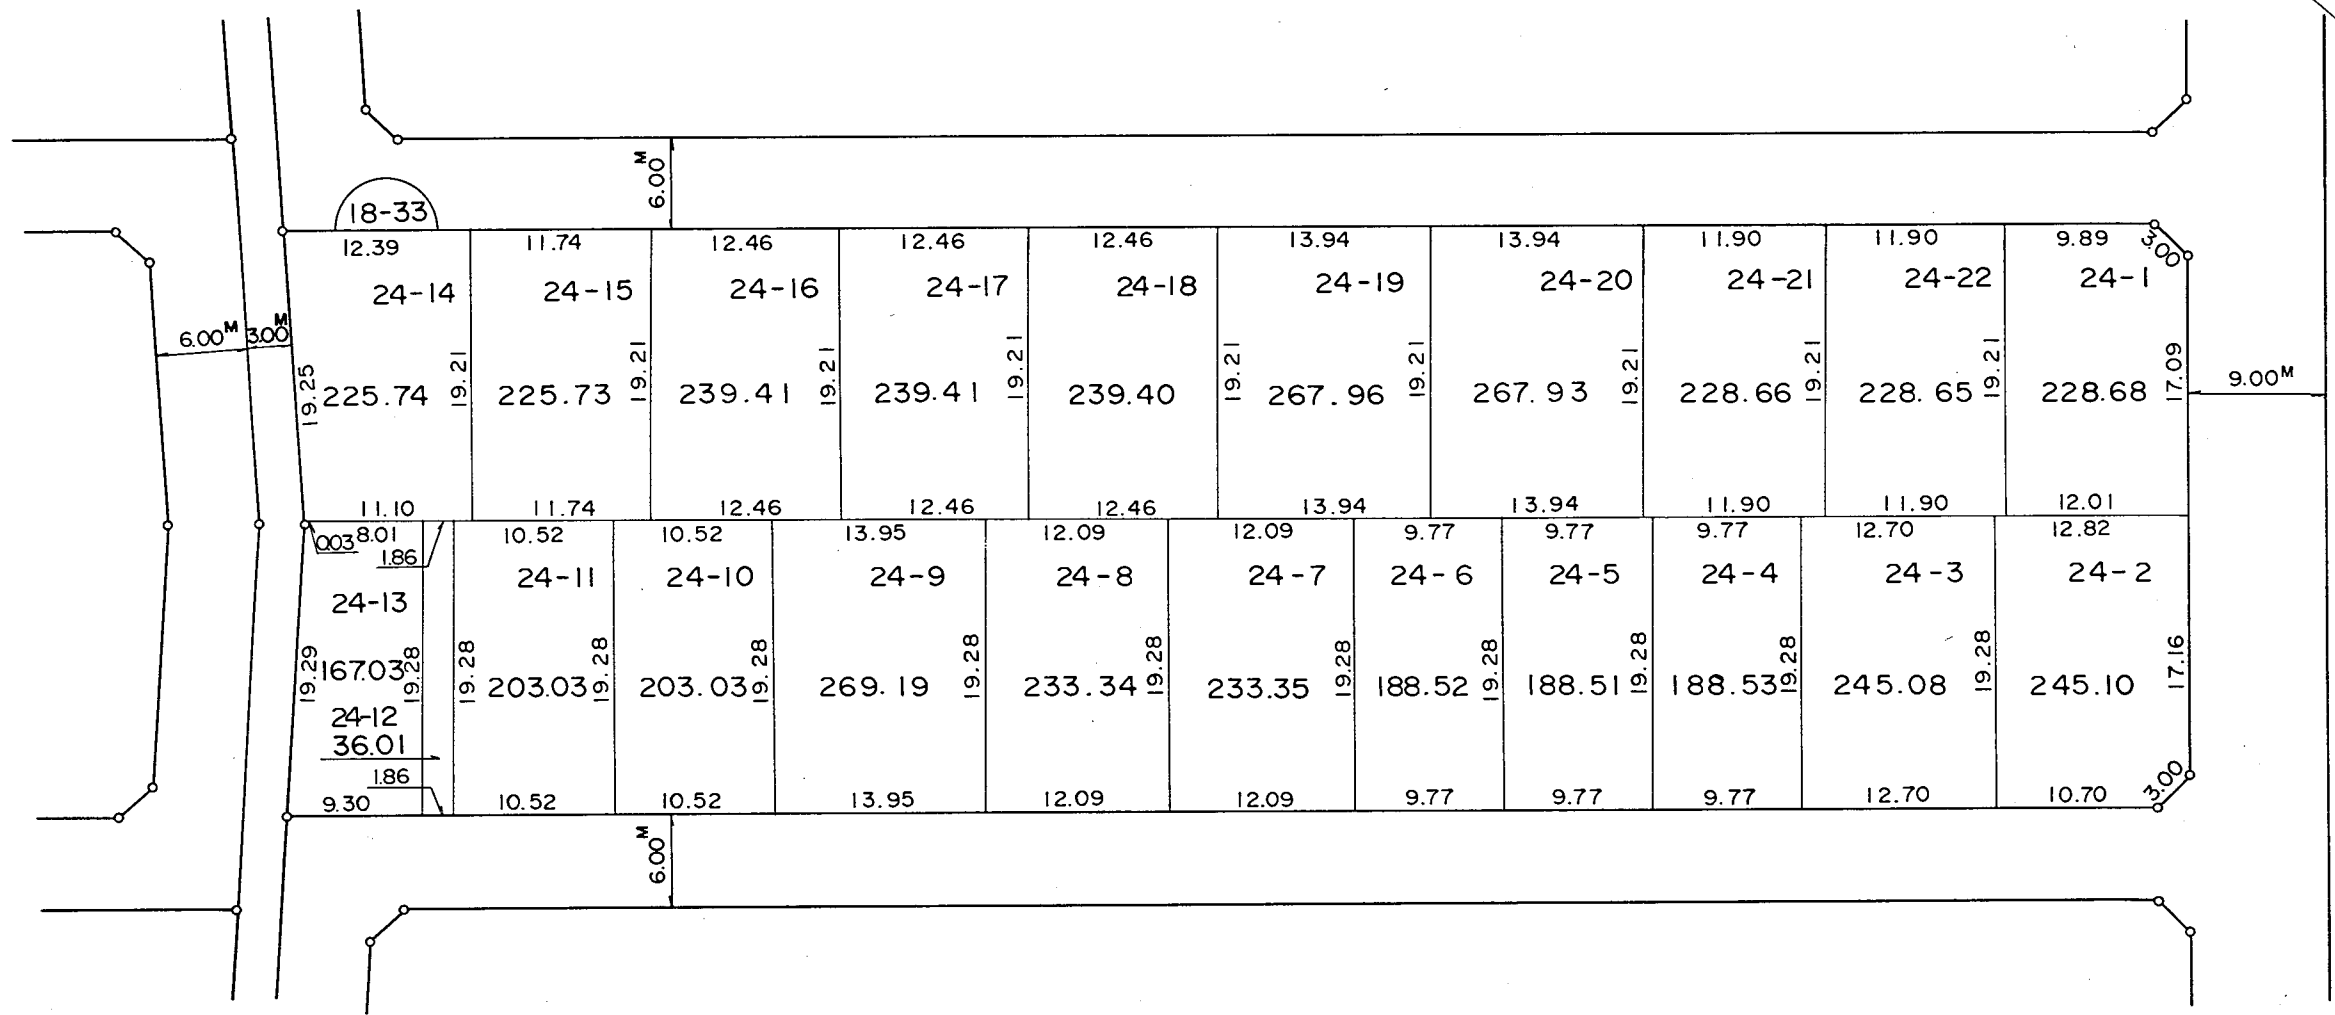 6.00M
18-33
12.39 11.74 12.46 12.46 12.46 13.94 13.94 11.90 11.90 9.89 3.00
24-14 24-15 24-16 24-17 24-18 24-19 24-20 24-21 24-22 24-1
6.00M 3.00M
19.25 19.21 19.21 19.21 19.21 19.21 19.21 19.21 19.21 19.21 17.09
225.74 225.73 239.41 239.41 239.40 267.96 267.93 228.66 228.65 228.68
9.00M
11.10 11.74 12.46 12.46 12.46 13.94 13.94 11.90 11.90 12.01
0.03 8.01 1.86 10.52 10.52 13.95 12.09 12.09 9.77 9.77 9.77 12.70 12.82
24-13 24-11 24-10 24-9 24-8 24-7 24-6 24-5 24-4 24-3 24-2
19.29 19.28 19.28 19.28 19.28 19.28 19.28 19.28 19.28 19.28 19.28 19.28 17.16
167.03 203.03 203.03 269.19 233.34 233.35 188.52 188.51 188.53 245.08 245.10
24-12
36.01
1.86
9.30 10.52 10.52 13.95 12.09 12.09 9.77 9.77 9.77 12.70 10.70 3.00
6.00M